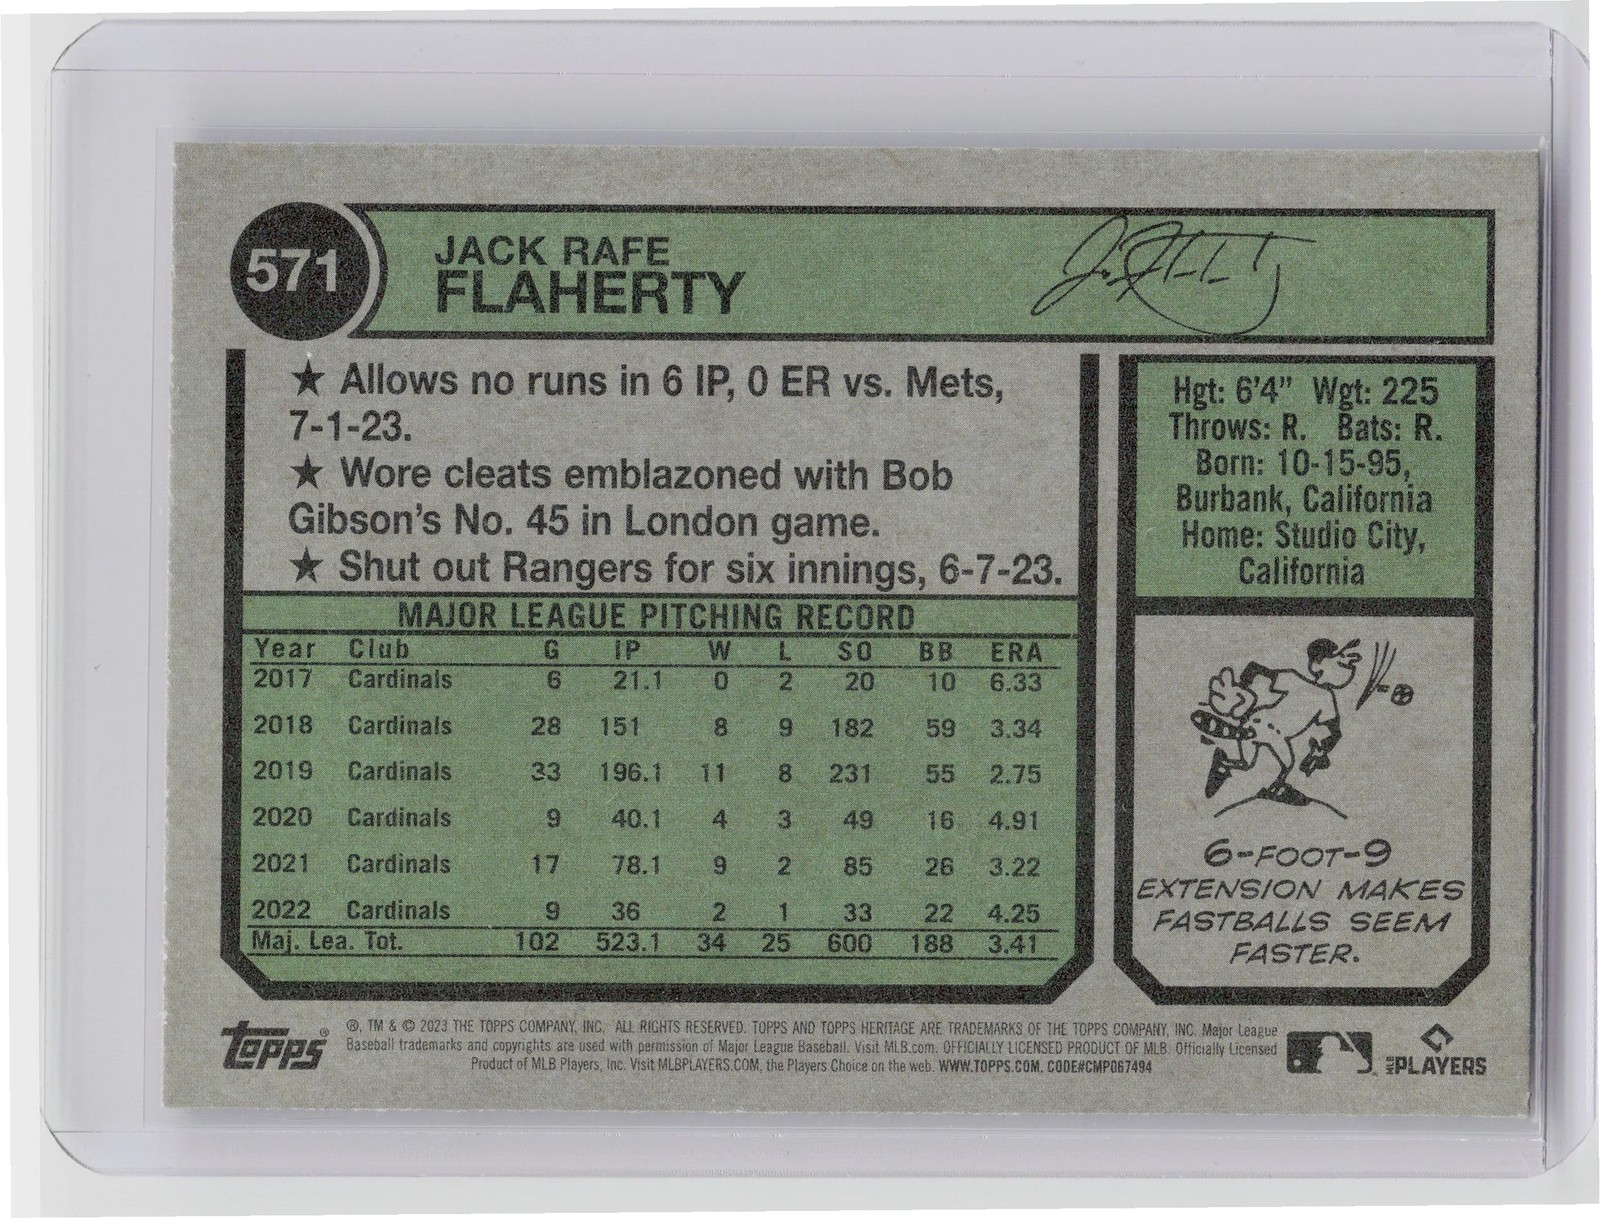 571
JACK RAFE
FLAHERTY
★ Allows no runs in 6 IP, 0 ER vs. Mets,
7-1-23.
★ Wore cleats emblazoned with Bob
Gibson's No. 45 in London game.
★ Shut out Rangers for six innings, 6-7-23.
Hgt: 6'4" Wgt: 225
Throws: R. Bats: R.
Born: 10-15-95,
Burbank, California
Home: Studio City,
California
MAJOR LEAGUE PITCHING RECORD
Year Club G IP W L SO BB ERA
2017 Cardinals 6 21.1 0 2 20 10 6.33
2018 Cardinals 28 151 8 9 182 59 3.34
2019 Cardinals 33 196.1 11 8 231 55 2.75
2020 Cardinals 9 40.1 4 3 49 16 4.91
2021 Cardinals 17 78.1 9 2 85 26 3.22
2022 Cardinals 9 36 2 1 33 22 4.25
Maj. Lea. Tot. 102 523.1 34 25 600 188 3.41
6-FOOT-9
EXTENSION MAKES
FASTBALLS SEEM
FASTER.
Topps ®
®, TM & © 2023 THE TOPPS COMPANY, INC. ALL RIGHTS RESERVED. TOPPS AND TOPPS HERITAGE ARE TRADEMARKS OF THE TOPPS COMPANY, INC. Major League
Baseball trademarks and copyrights are used with permission of Major League Baseball. Visit MLB.com. OFFICIALLY LICENSED PRODUCT OF MLB. Officially Licensed
Product of MLB Players, Inc. Visit MLBPLAYERS.COM, the Players Choice on the web. WWW.TOPPS.COM. CODE#CMP067494
MLB PLAYERS